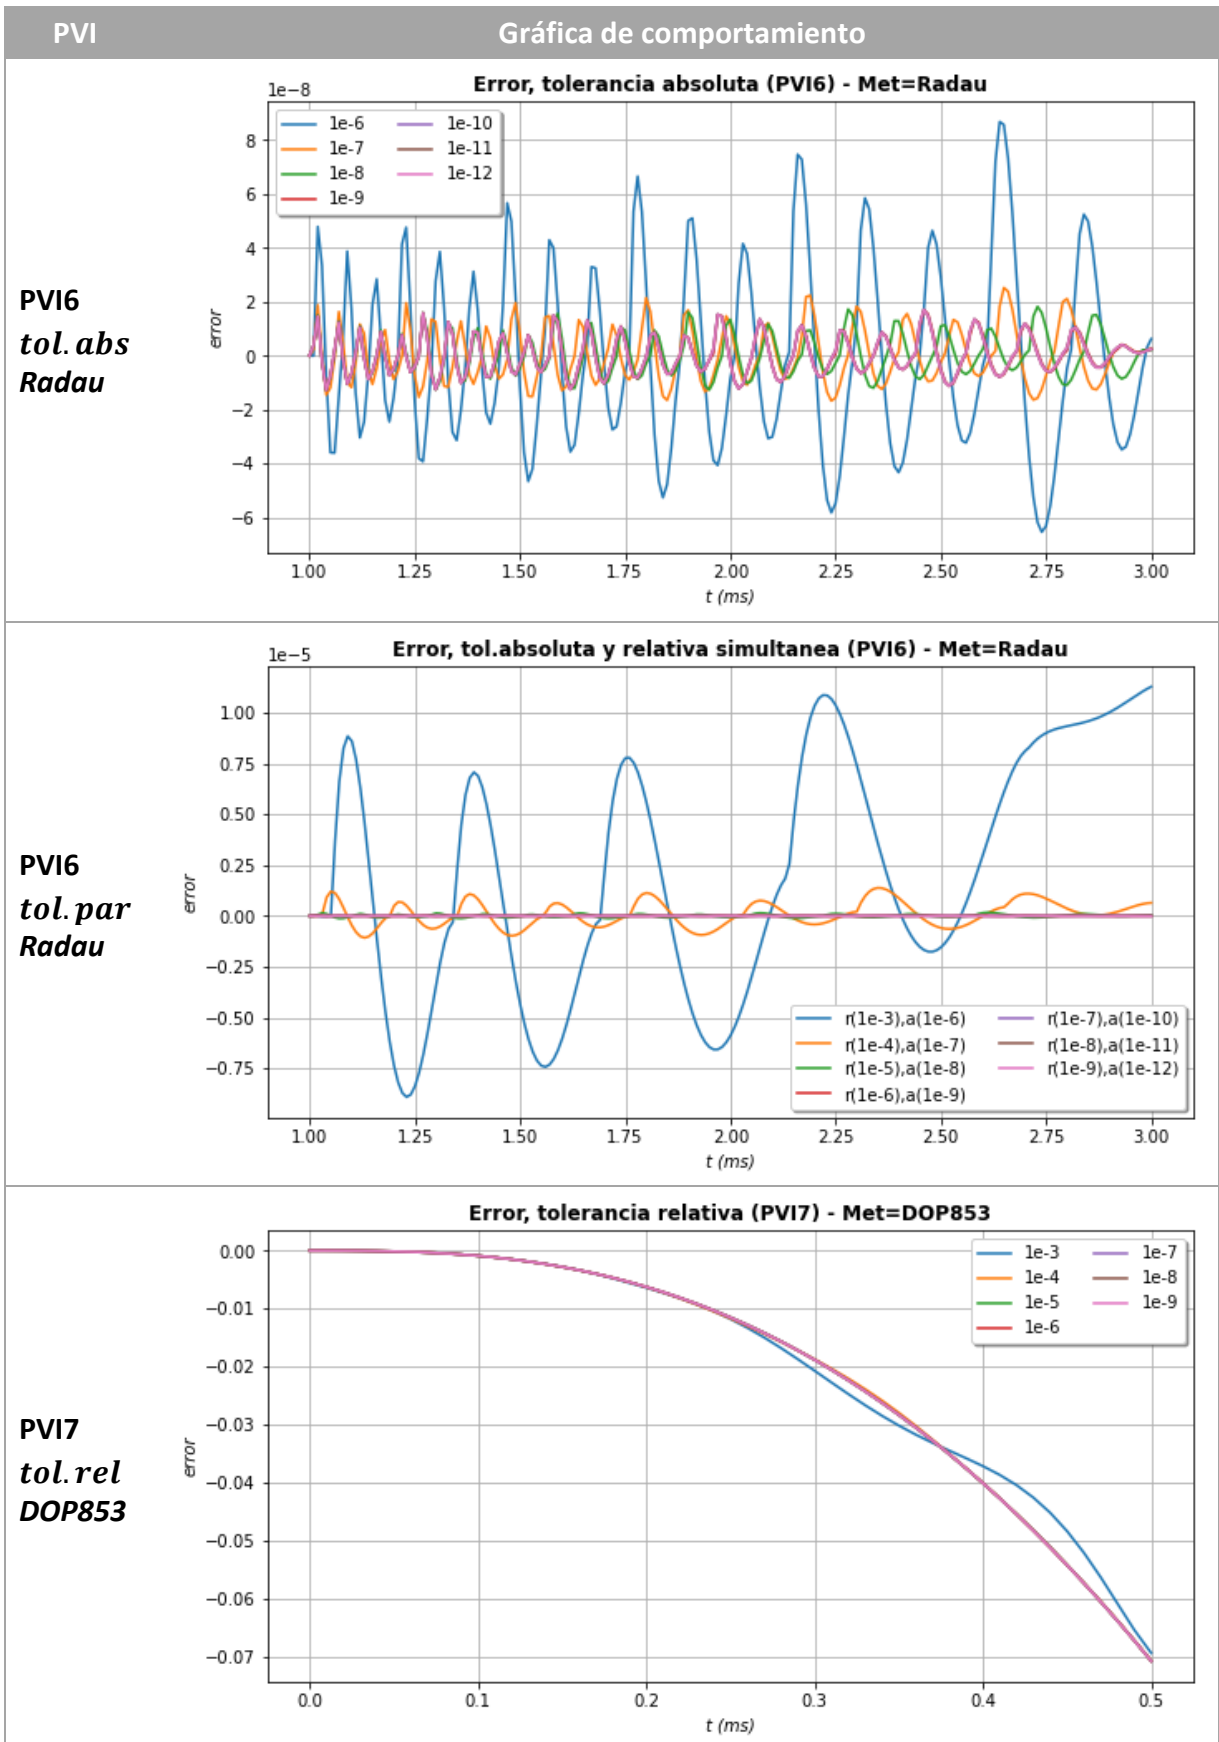 PVI Gráfica de comportamiento
PVI6
tol.abs
Radau
Error, tolerancia absoluta (PVI6) - Met=Radau
1e−8
1e-6 1e-10
1e-7 1e-11
1e-8 1e-12
1e-9
8
6
4
2
0
−2
−4
−6
error
1.00 1.25 1.50 1.75 2.00 2.25 2.50 2.75 3.00
t (ms)
PVI6
tol.par
Radau
Error, tol.absoluta y relativa simultanea (PVI6) - Met=Radau
1e−5
1.00
0.75
0.50
0.25
0.00
−0.25
−0.50
−0.75
error
r(1e-3),a(1e-6) r(1e-7),a(1e-10)
r(1e-4),a(1e-7) r(1e-8),a(1e-11)
r(1e-5),a(1e-8) r(1e-9),a(1e-12)
r(1e-6),a(1e-9)
1.00 1.25 1.50 1.75 2.00 2.25 2.50 2.75 3.00
t (ms)
PVI7
tol.rel
DOP853
Error, tolerancia relativa (PVI7) - Met=DOP853
1e-3 1e-7
1e-4 1e-8
1e-5 1e-9
1e-6
0.00
−0.01
−0.02
−0.03
−0.04
−0.05
−0.06
−0.07
error
0.0 0.1 0.2 0.3 0.4 0.5
t (ms)